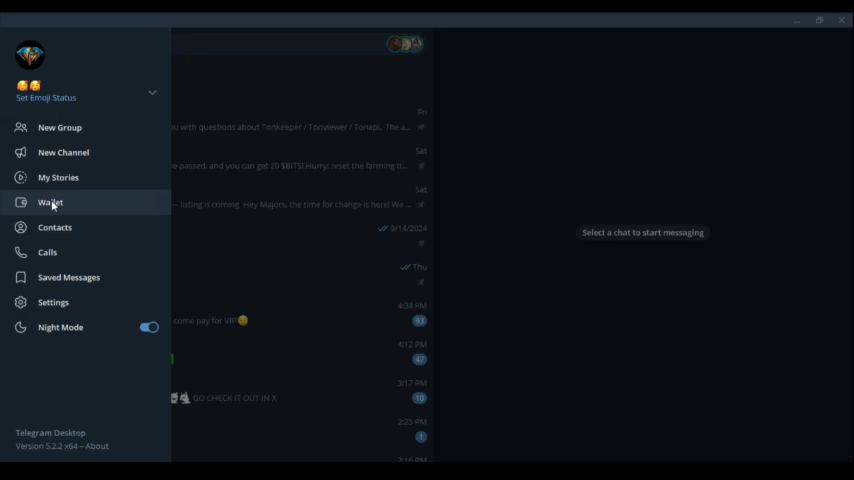 🥰🥰
Set Emoji Status
New Group
New Channel
My Stories
Wallet
Contacts
Calls
Saved Messages
Settings
Night Mode
Telegram Desktop
Version 5.2.2 x64 – About
Fri
with questions about Tonkeeper / Tonviewer / Tonapi. The a...
Sat
passed, and you can get 20 $BITS! Hurry: reset the farming ti...
Sat
— listing is coming Hey Majors, the time for change is here! We ...
9/14/2024
Thu
4:34 PM
come pay for VIP
93
4:12 PM
47
3:17 PM
GO CHECK IT OUT IN X
10
2:25 PM
1
2:16 PM
Select a chat to start messaging